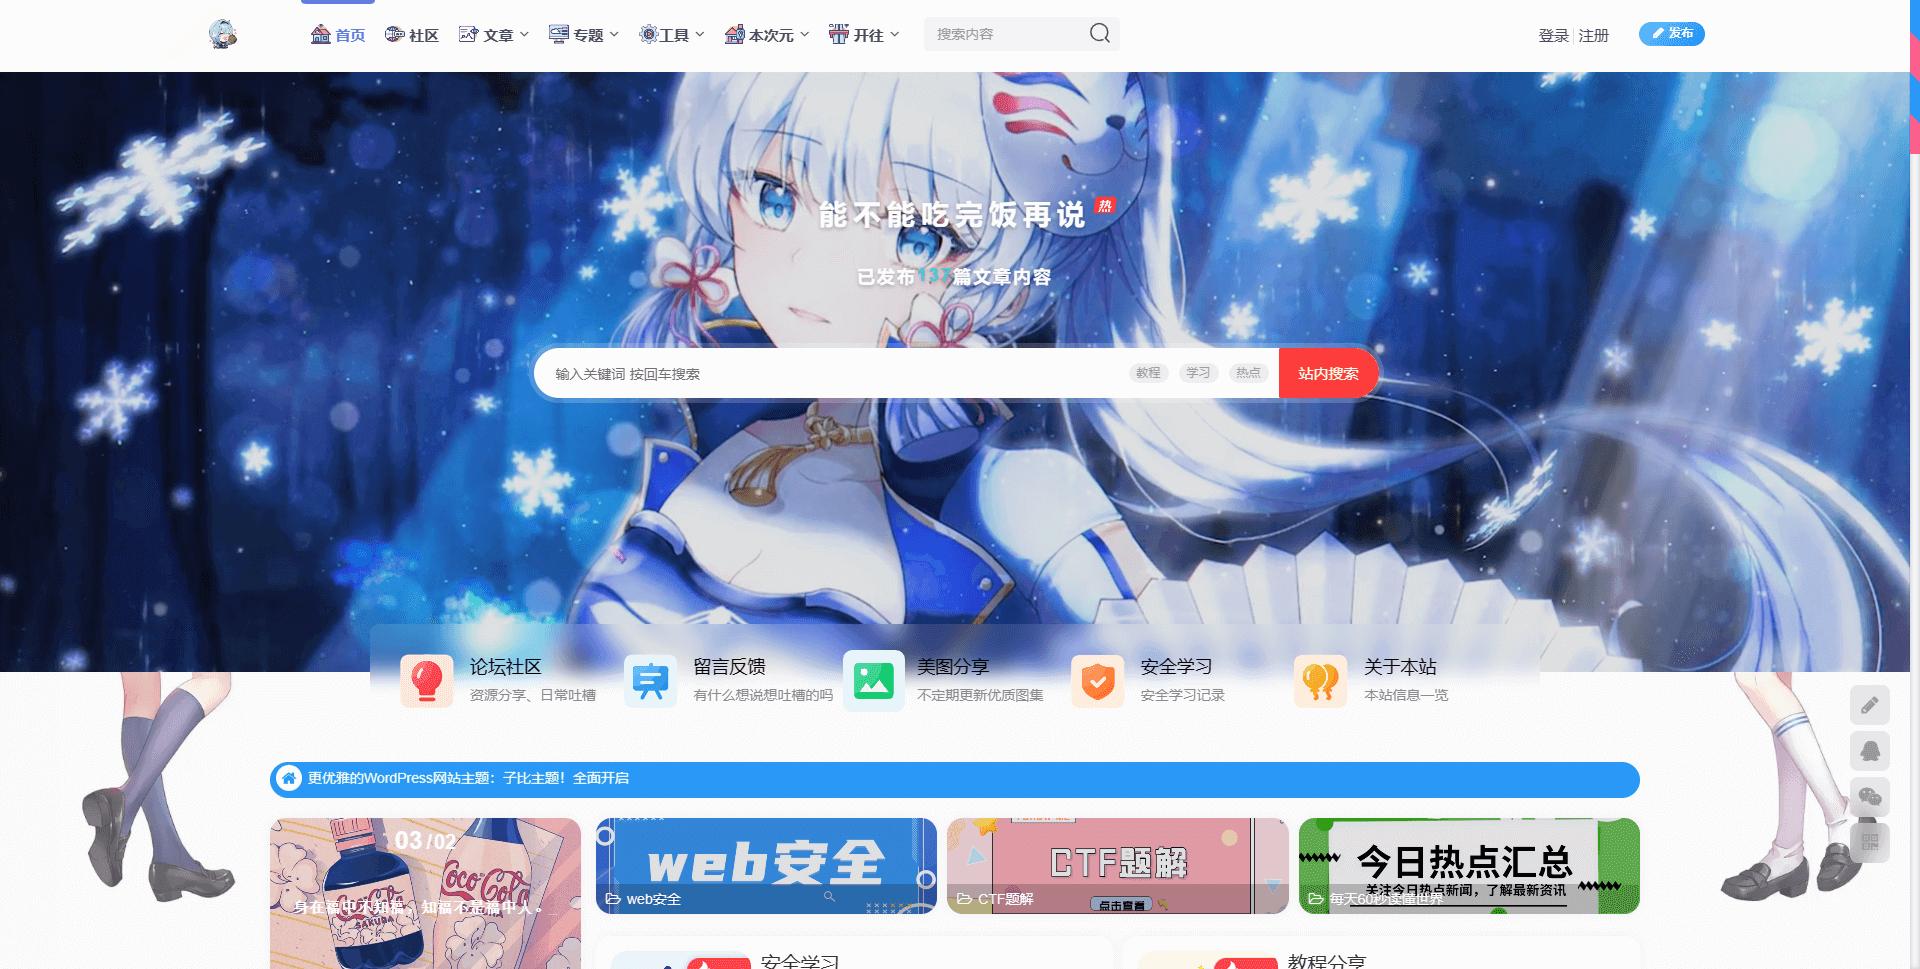 首页 社区 文章 专题 工具 本次元 开往 搜索内容 登录 注册 发布
能不能吃完饭再说 热
已发布137篇文章内容
输入关键词 按回车搜索 教程 学习 热点 站内搜索
论坛社区
资源分享、日常吐槽
留言反馈
有什么想说想吐槽的吗
美图分享
不定期更新优质图集
安全学习
安全学习记录
关于本站
本站信息一览
更优雅的WordPress网站主题：子比主题！全面开启
03/02
身在福中不知福，知福不是福中人。
Coca-Cola
SAKURA
web安全
web安全
CTF题解
点击查看
CTF题解
今日热点汇总
关注今日热点新闻，了解最新资讯
每天60秒读懂世界
安全学习
教程分享